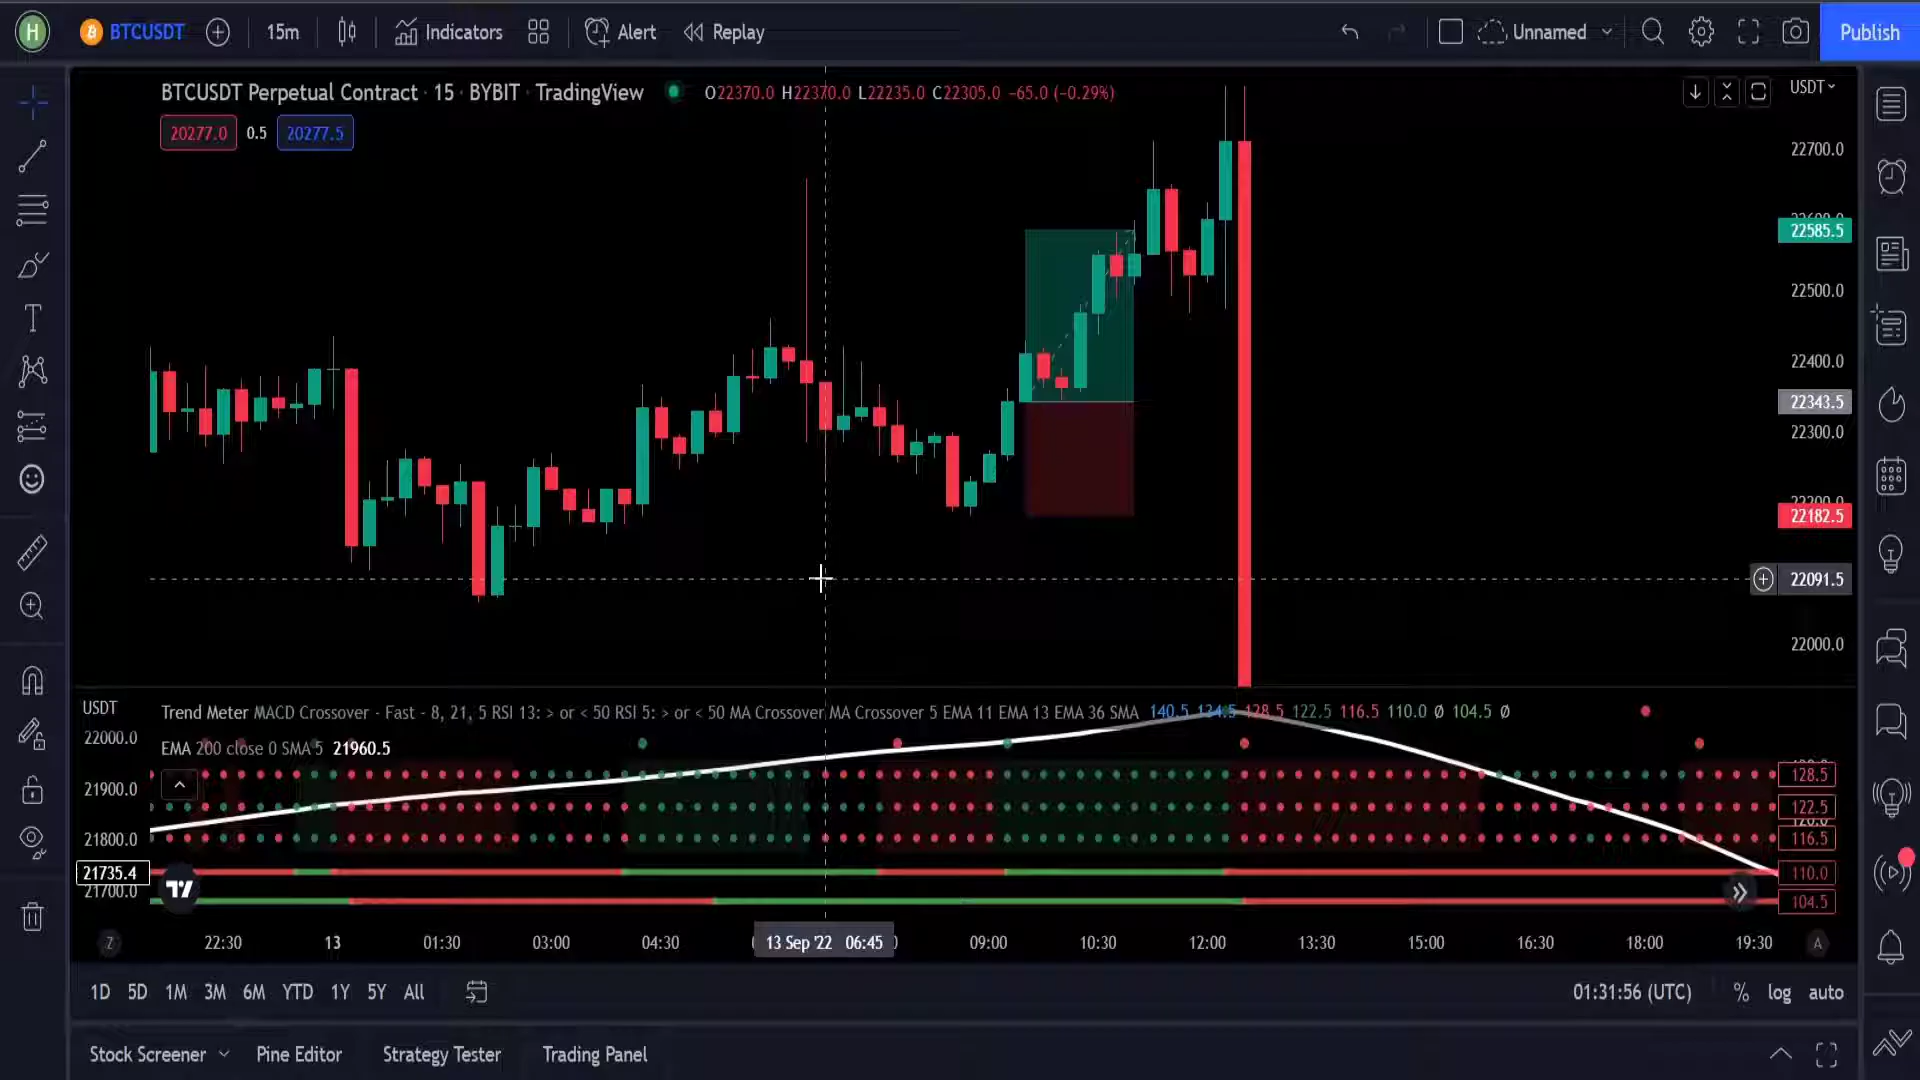 H BTCUSDT 15m Indicators Alert Replay Unnamed Publish
BTCUSDT Perpetual Contract · 15 · BYBIT · TradingView O22370.0 H22370.0 L22235.0 C22305.0 −65.0 (−0.29%)
USDT
20277.0 0.5 20277.5
22700.0
22585.5
22500.0
22400.0
22343.5
22300.0
22182.5
22091.5
22000.0
USDT
Trend Meter MACD Crossover - Fast - 8, 21, 5 RSI 13: > or < 50 RSI 5: > or < 50 MA Crossover MA Crossover 5 EMA 11 EMA 13 EMA 36 SMA 140.5 134.5 128.5 122.5 116.5 110.0 Ø 104.5 Ø
22000.0
EMA 200 close 0 SMA 5 21960.5
128.5
21900.0
122.5
21800.0
116.5
21735.4
110.0
21700.0
104.5
Z 22:30 13 01:30 03:00 04:30 13 Sep '22 06:45 09:00 10:30 12:00 13:30 15:00 16:30 18:00 19:30 A
1D 5D 1M 3M 6M YTD 1Y 5Y All 01:31:56 (UTC) % log auto
Stock Screener Pine Editor Strategy Tester Trading Panel